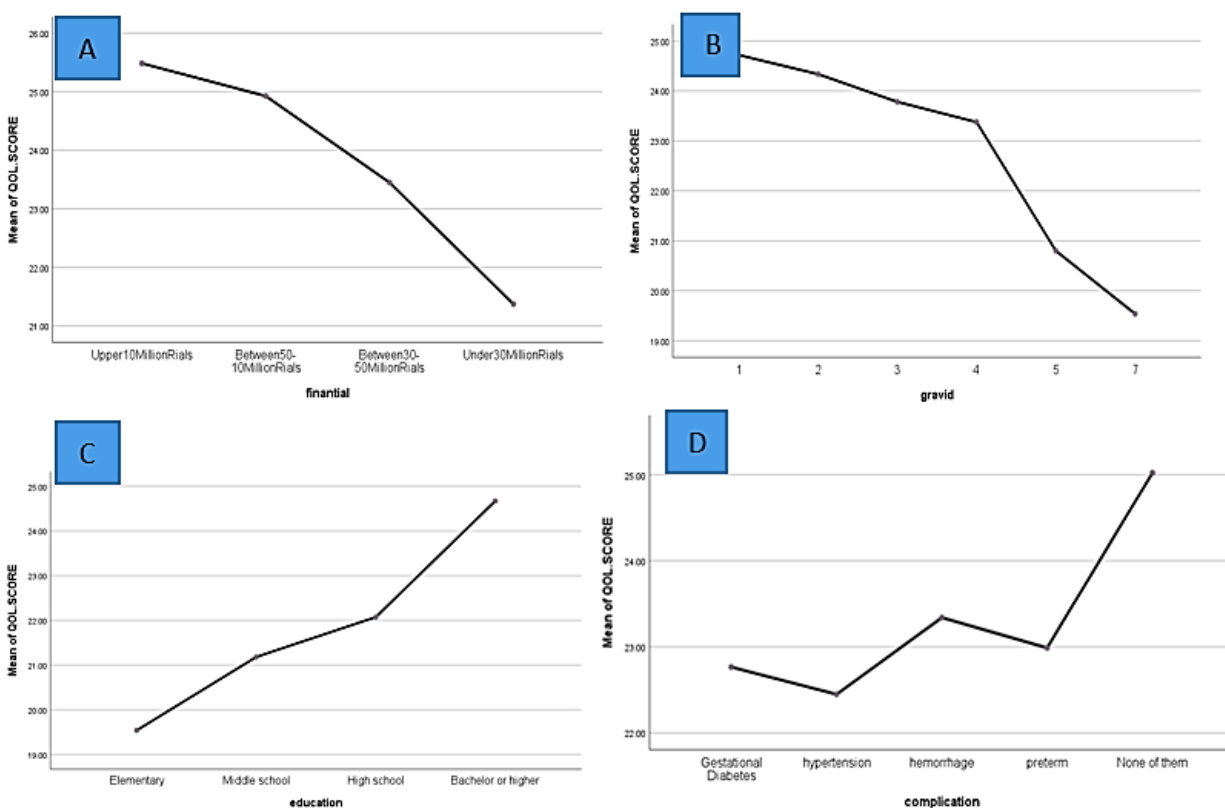 A
26.00
25.00
24.00
23.00
22.00
21.00
Mean of QOL.SCORE
Upper10MillionRials
Between50-
10MillionRials
Between30-
50MillionRials
Under30MillionRials
finantial
B
25.00
24.00
23.00
22.00
21.00
20.00
19.00
Mean of QOL.SCORE
1 2 3 4 5 7
gravid
C
25.00
24.00
23.00
22.00
21.00
20.00
19.00
Mean of QOL.SCORE
Elementary Middle school High school Bachelor or higher
education
D
25.00
24.00
23.00
22.00
Mean of QOL.SCORE
Gestational
Diabetes
hypertension
hemorrhage
preterm
None of them
complication